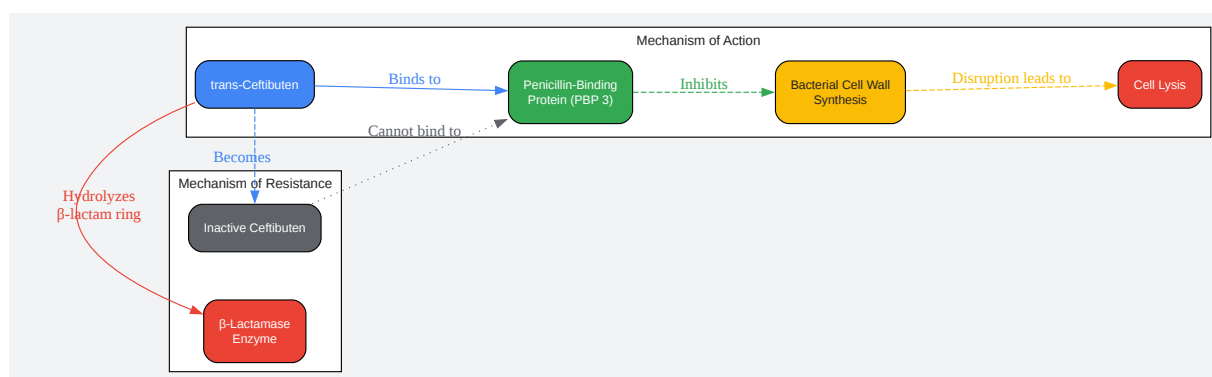 Mechanism of Action
trans-Ceftibuten
Binds to
Penicillin-Binding
Protein (PBP 3)
Inhibits
Bacterial Cell Wall
Synthesis
Disruption leads to
Cell Lysis
Cannot bind to
Becomes
Mechanism of Resistance
Hydrolyzes
β-lactam ring
Inactive Ceftibuten
β-Lactamase
Enzyme